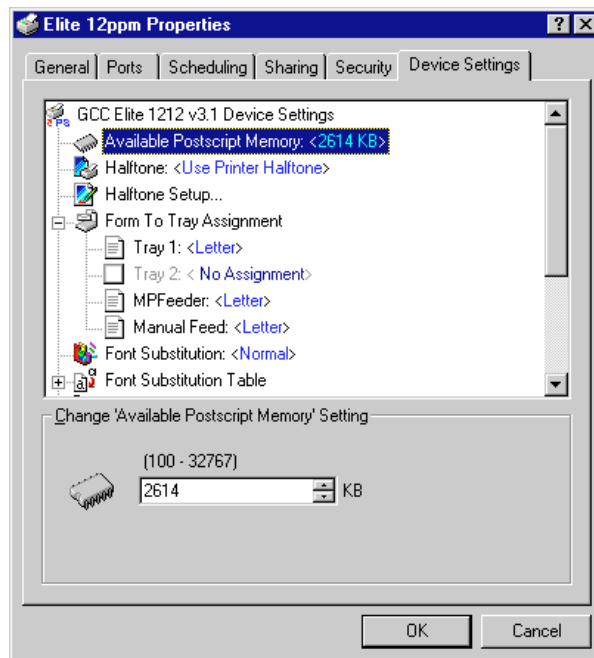 Elite 12ppm Properties
General Ports Scheduling Sharing Security Device Settings
PS GCC Elite 1212 v3.1 Device Settings
Available Postscript Memory: <2614 KB>
Halftone: <Use Printer Halftone>
Halftone Setup...
Form To Tray Assignment
Tray 1: <Letter>
Tray 2: < No Assignment>
MPFeeder: <Letter>
Manual Feed: <Letter>
Font Substitution: <Normal>
Font Substitution Table
Change 'Available Postscript Memory' Setting
(100 - 32767)
2614 KB
OK Cancel